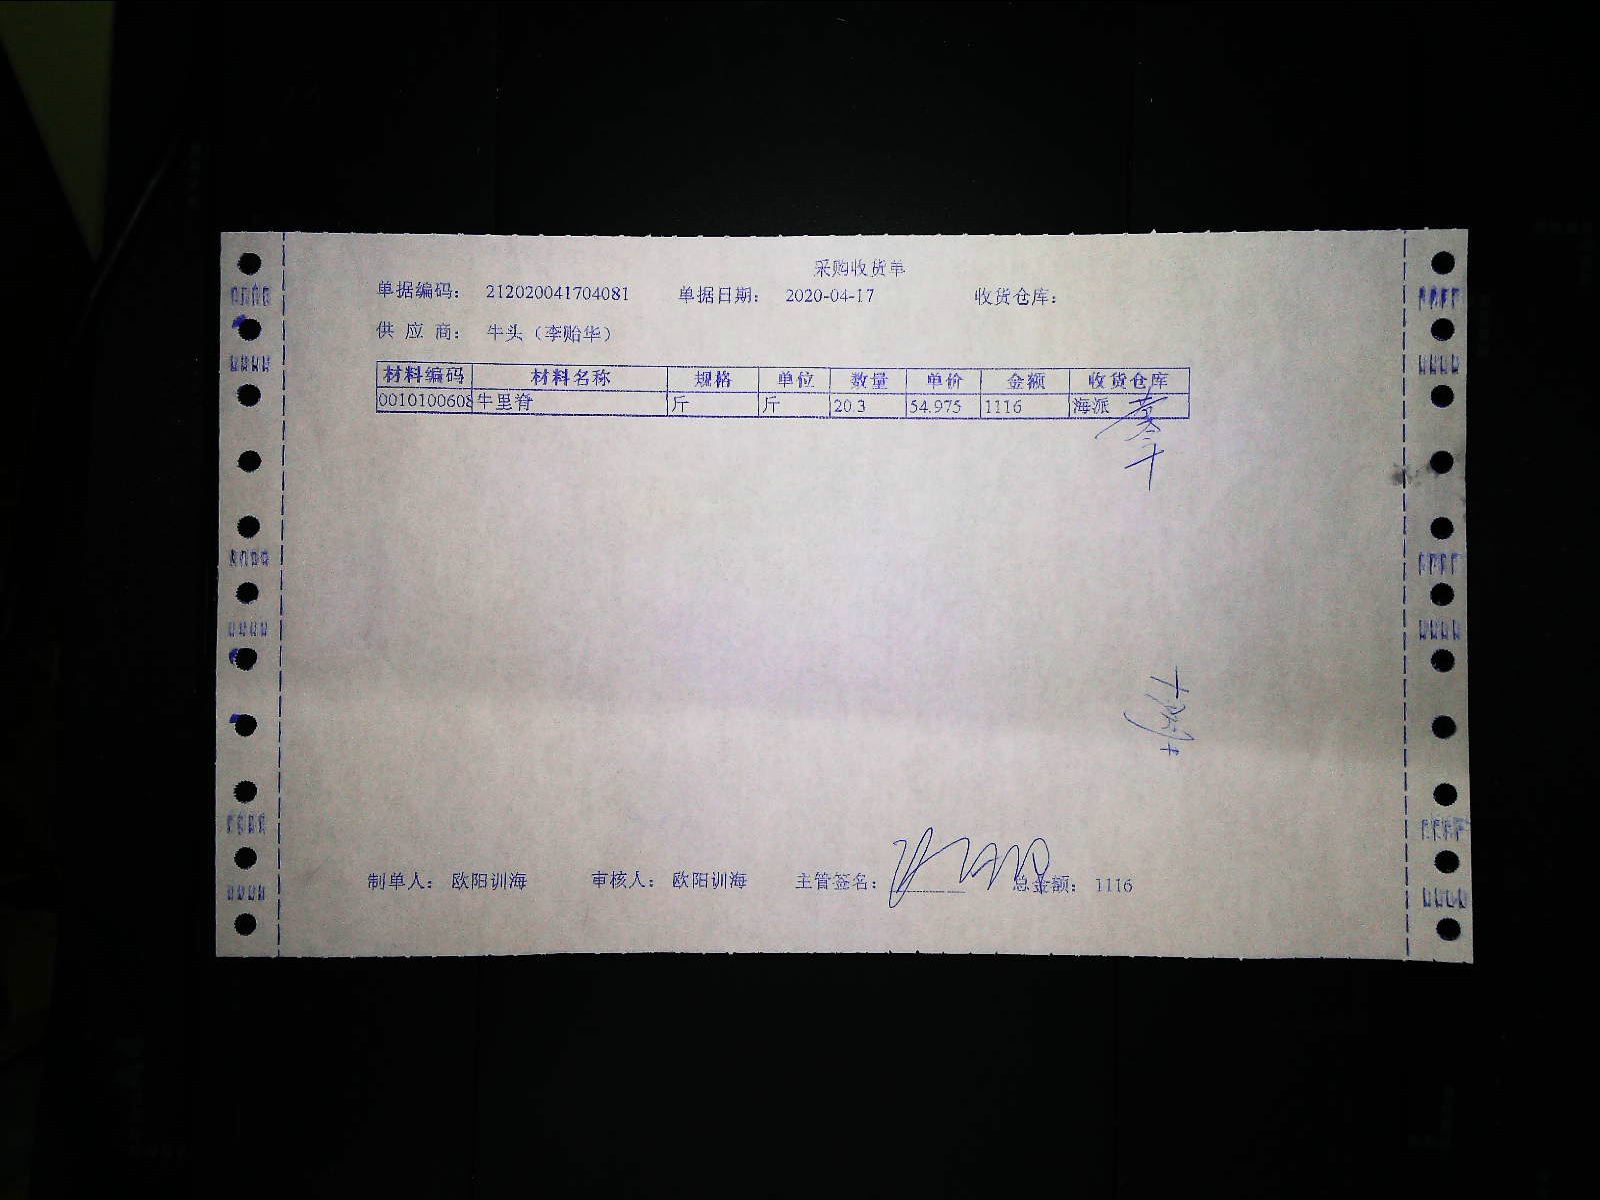 采购收货单
单据编码： 212020041704081 单据日期： 2020-04-17 收货仓库：
供 应 商： 牛头（李贻华）
材料编码 材料名称 规格 单位 数量 单价 金额 收货仓库
0010100608 牛里脊 斤 斤 20.3 54.975 1116 海派
制单人： 欧阳训海 审核人： 欧阳训海 主管签名： 总金额： 1116